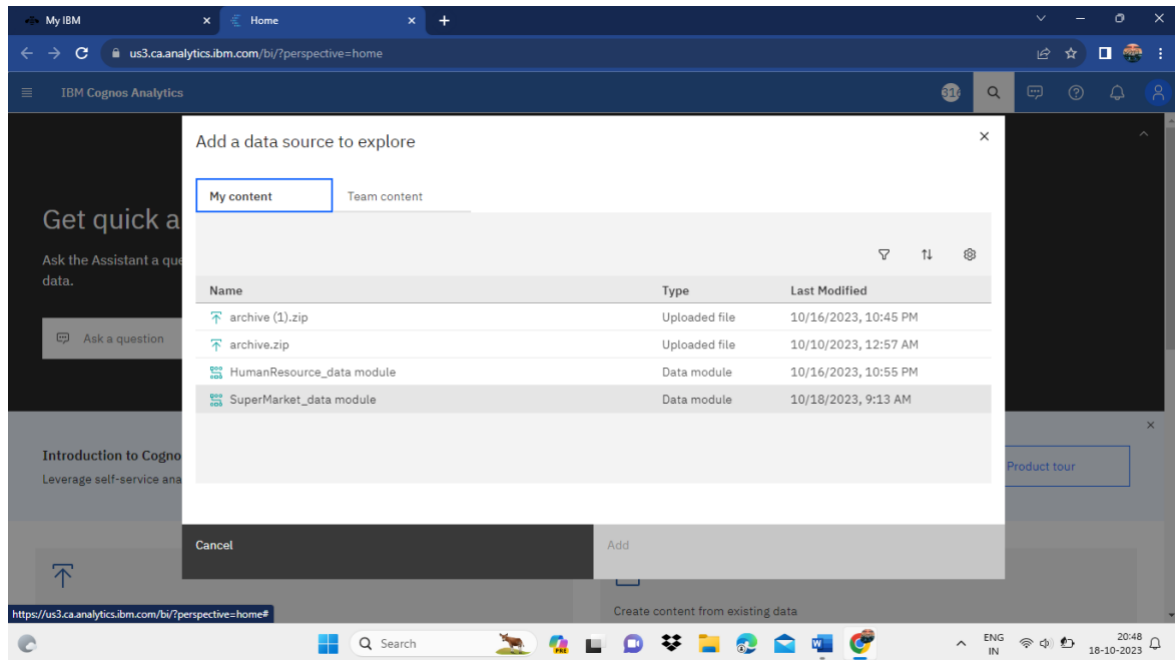 My IBM
Home
us3.ca.analytics.ibm.com/bi/?perspective=home
IBM Cognos Analytics
Add a data source to explore
My content Team content
Get quick a
Ask the Assistant a que
data.
Ask a question
Name Type Last Modified
archive (1).zip Uploaded file 10/16/2023, 10:45 PM
archive.zip Uploaded file 10/10/2023, 12:57 AM
HumanResource_data module Data module 10/16/2023, 10:55 PM
SuperMarket_data module Data module 10/18/2023, 9:13 AM
Introduction to Cogno
Leverage self-service ana
Product tour
Cancel Add
Create content from existing data
https://us3.ca.analytics.ibm.com/bi/?perspective=home#
Search
PRE
ENG
IN
20:48
18-10-2023